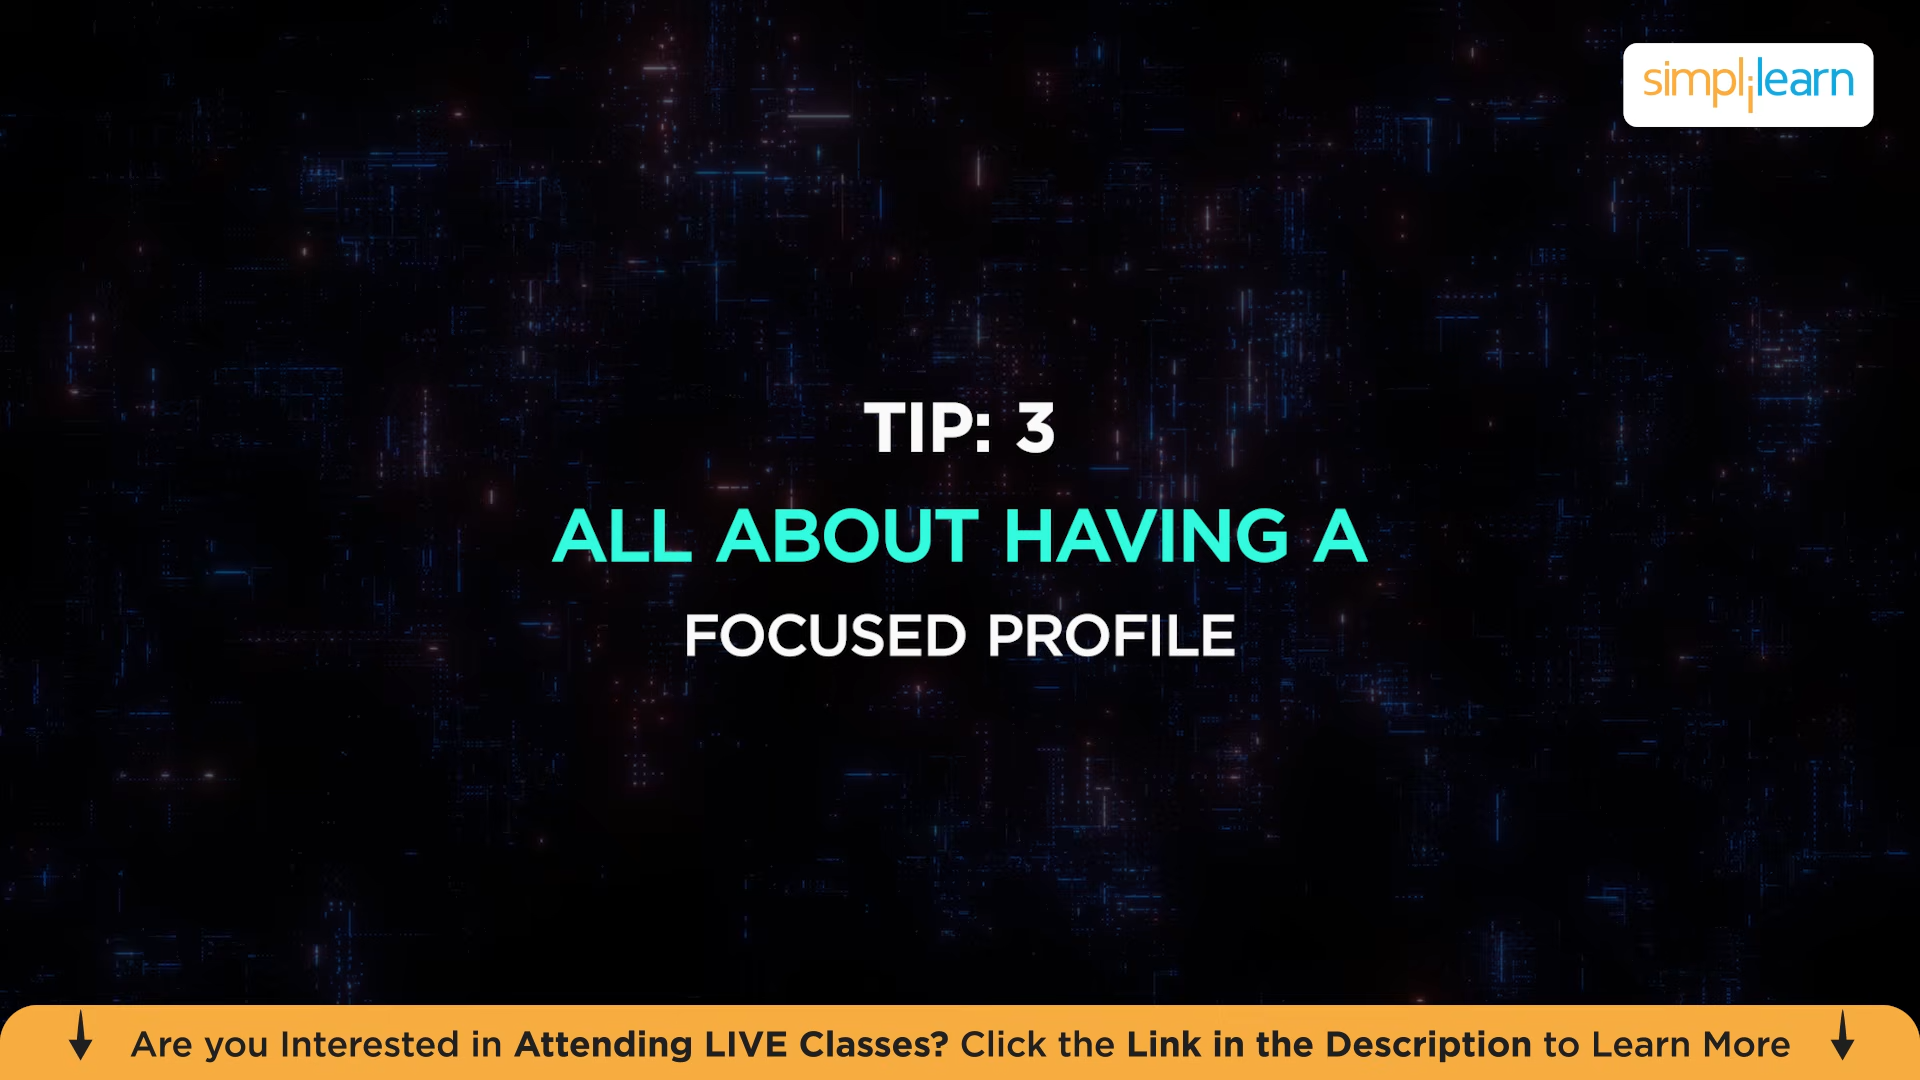 simplilearn
TIP: 3
ALL ABOUT HAVING A
FOCUSED PROFILE
Are you Interested in Attending LIVE Classes? Click the Link in the Description to Learn More